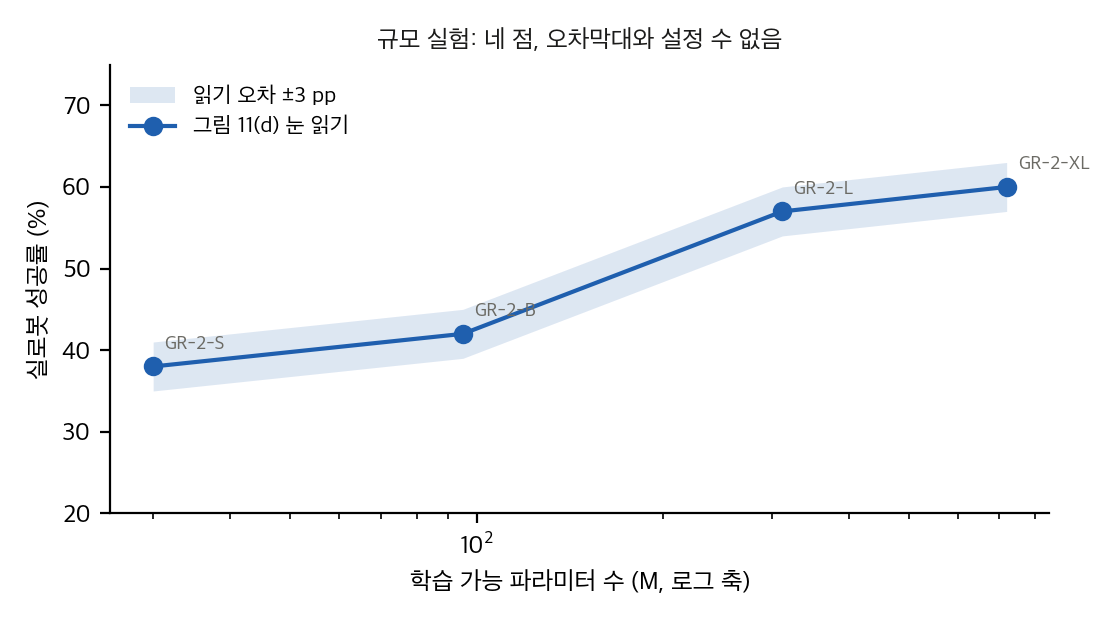 규모 실험: 네 점, 오차막대와 설정 수 없음
읽기 오차 ±3 pp
그림 11(d) 눈 읽기
실로봇 성공률 (%)
70
60
50
40
30
20
GR-2-S
GR-2-B
GR-2-L
GR-2-XL
10²
학습 가능 파라미터 수 (M, 로그 축)